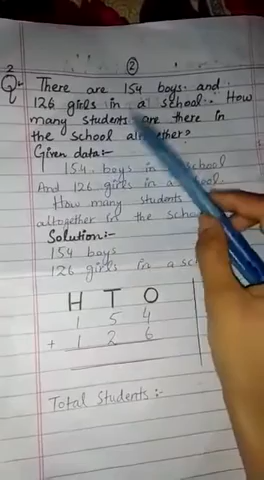 2
②
Q:- There are 154 boys and
126 girls in a school. How
many students are there in
the school altogether?
Given data:-
154 boys in school
And 126 girls in a school.
How many students
altogether in the
Solution:-
154 boys
126 girls in a
H T O
1 5 4
+ 1 2 6
Total Students:-